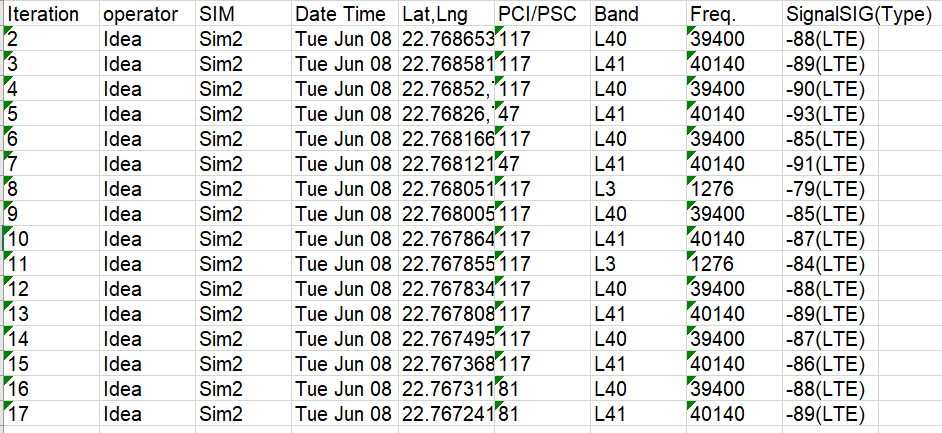 Iteration operator SIM Date Time Lat,Lng PCI/PSC Band Freq. SignalSIG(Type)
2 Idea Sim2 Tue Jun 08 22.768653 117 L40 39400 -88(LTE)
3 Idea Sim2 Tue Jun 08 22.768581 117 L41 40140 -89(LTE)
4 Idea Sim2 Tue Jun 08 22.76852, 117 L40 39400 -90(LTE)
5 Idea Sim2 Tue Jun 08 22.76826, 47 L41 40140 -93(LTE)
6 Idea Sim2 Tue Jun 08 22.768166 117 L40 39400 -85(LTE)
7 Idea Sim2 Tue Jun 08 22.768121 47 L41 40140 -91(LTE)
8 Idea Sim2 Tue Jun 08 22.768051 117 L3 1276 -79(LTE)
9 Idea Sim2 Tue Jun 08 22.768005 117 L40 39400 -85(LTE)
10 Idea Sim2 Tue Jun 08 22.767864 117 L41 40140 -87(LTE)
11 Idea Sim2 Tue Jun 08 22.767855 117 L3 1276 -84(LTE)
12 Idea Sim2 Tue Jun 08 22.767834 117 L40 39400 -88(LTE)
13 Idea Sim2 Tue Jun 08 22.767808 117 L41 40140 -89(LTE)
14 Idea Sim2 Tue Jun 08 22.767495 117 L40 39400 -87(LTE)
15 Idea Sim2 Tue Jun 08 22.767368 117 L41 40140 -86(LTE)
16 Idea Sim2 Tue Jun 08 22.767311 81 L40 39400 -88(LTE)
17 Idea Sim2 Tue Jun 08 22.767241 81 L41 40140 -89(LTE)